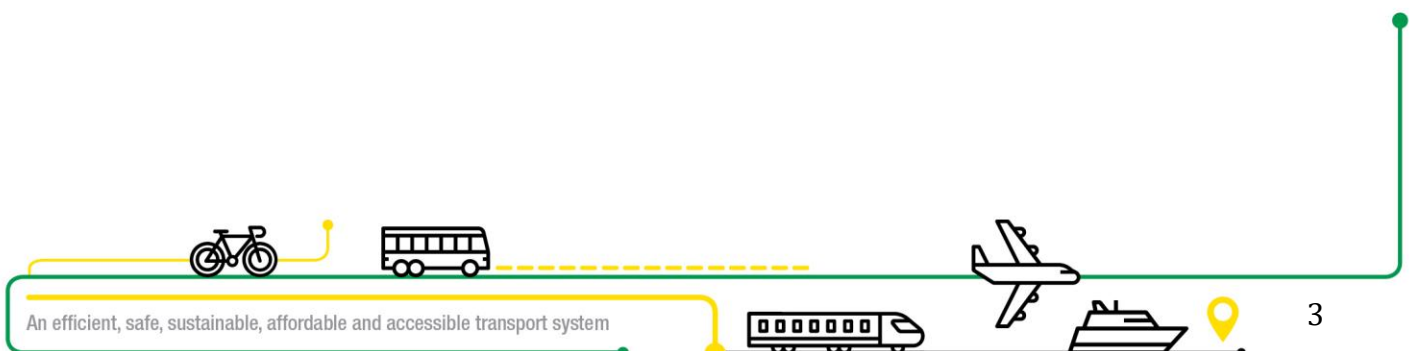 An efficient, safe, sustainable, affordable and accessible transport system
3